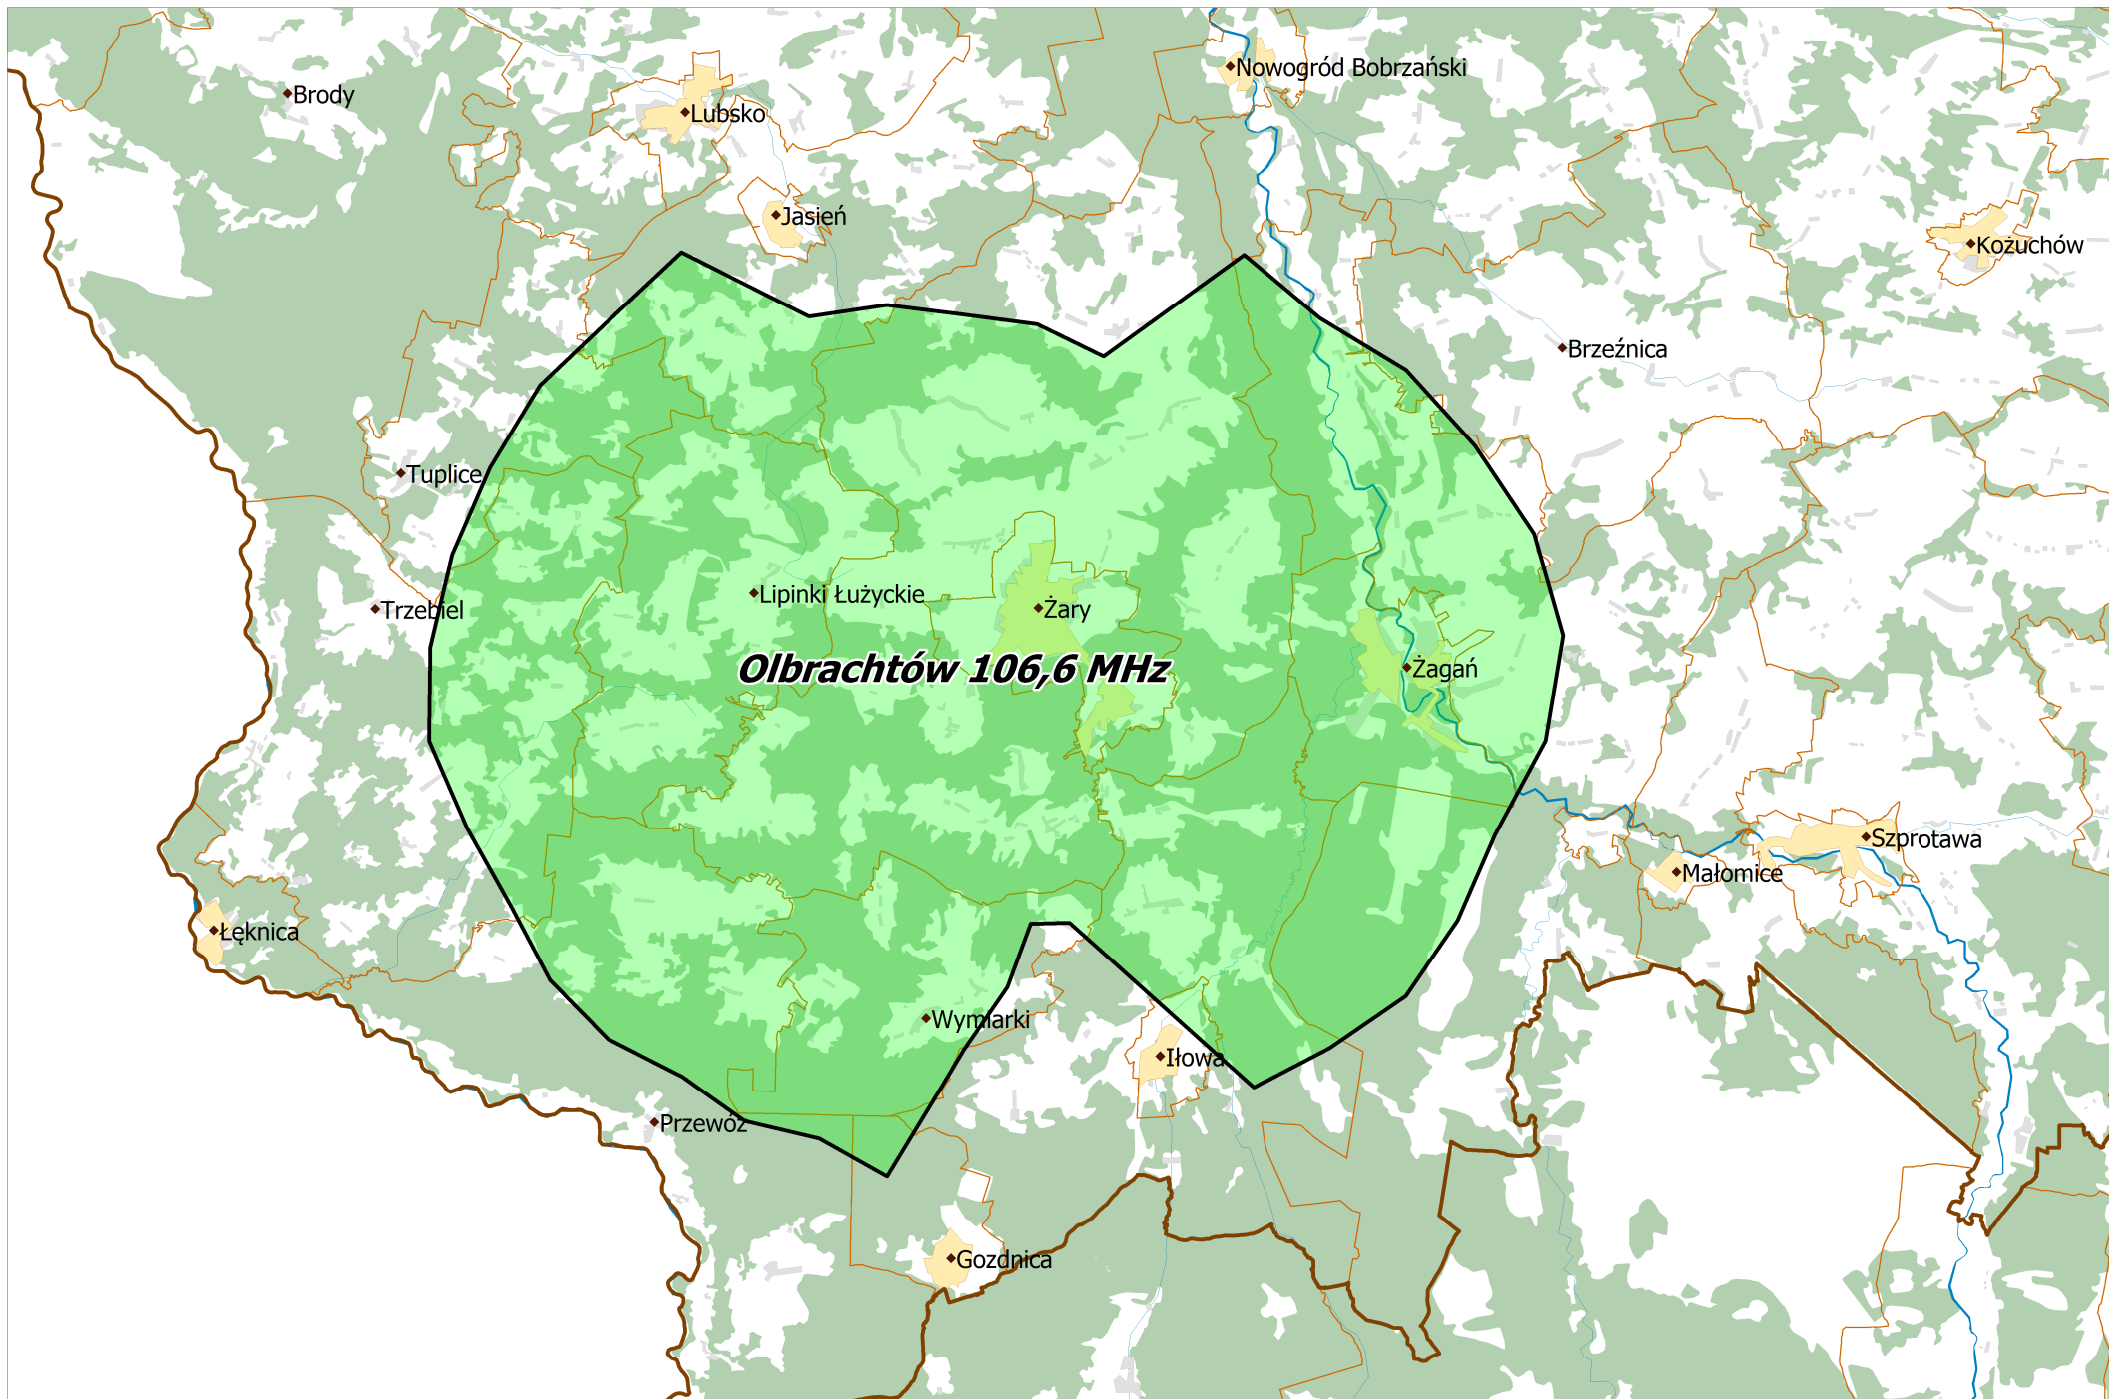 Nowogród Bobrzański
Brody
Lubsko
Jasień
Kożuchów
Brzeźnica
Tuplice
Lipinki Łużyckie
Żary
Trzebiel
Olbrachtów 106,6 MHz
Żagań
Szprotawa
Małomice
Łęknica
Wymiarki
Iłowa
Przewóz
Gozdnica